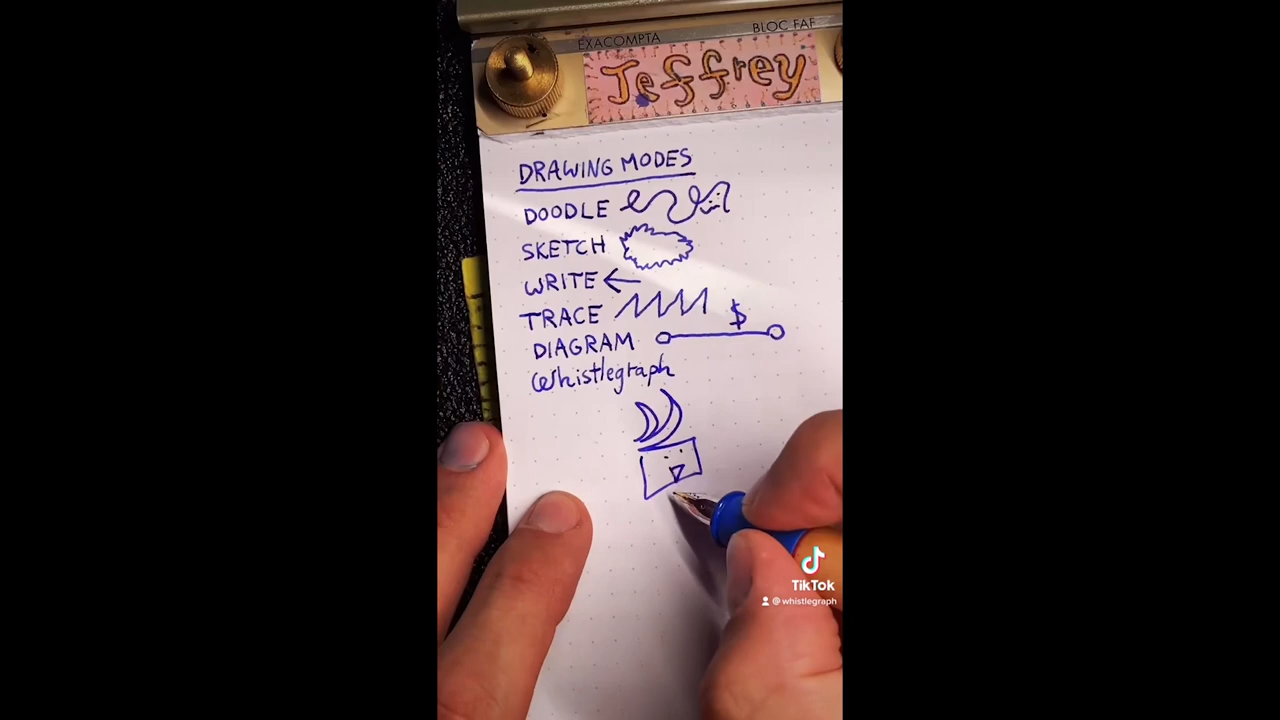 EXACOMPTA BLOC FAF
Jeffrey
DRAWING MODES
DOODLE
SKETCH
WRITE
TRACE
$
DIAGRAM
Whistlegraph
TikTok
@whistlegraph